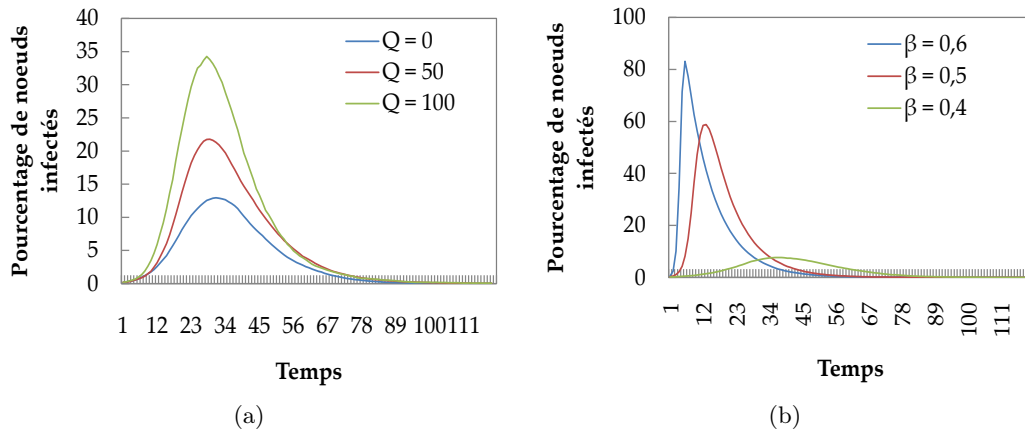 Pourcentage de noeuds
infectés
40
35
30
25
20
15
10
5
0
Q = 0
Q = 50
Q = 100
1 12 23 34 45 56 67 78 89 100111
Temps
(a)
Pourcentage de noeuds
infectés
100
80
60
40
20
0
β = 0,6
β = 0,5
β = 0,4
1 12 23 34 45 56 67 78 89 100 111
Temps
(b)